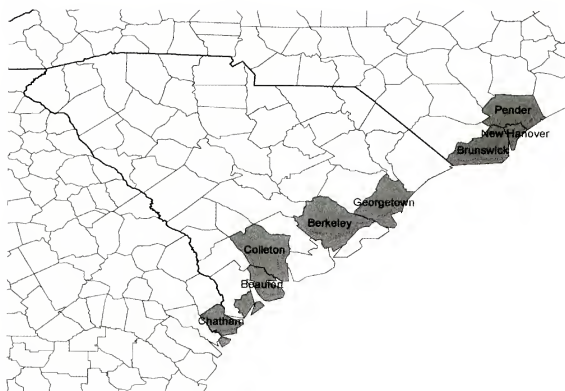 Pender
New Hanover
Brunswick
Georgetown
Berkeley
Colleton
Beaufort
Chatham